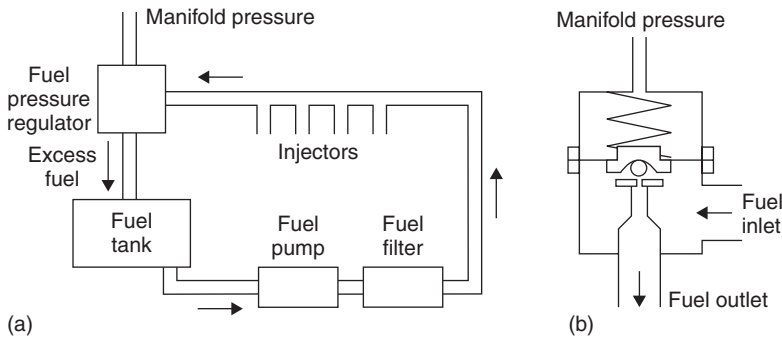 Manifold pressure
Fuel
pressure
regulator
Injectors
Excess
fuel
Fuel
tank
Fuel
pump
Fuel
filter
(a)
Manifold pressure
Fuel
inlet
Fuel outlet
(b)